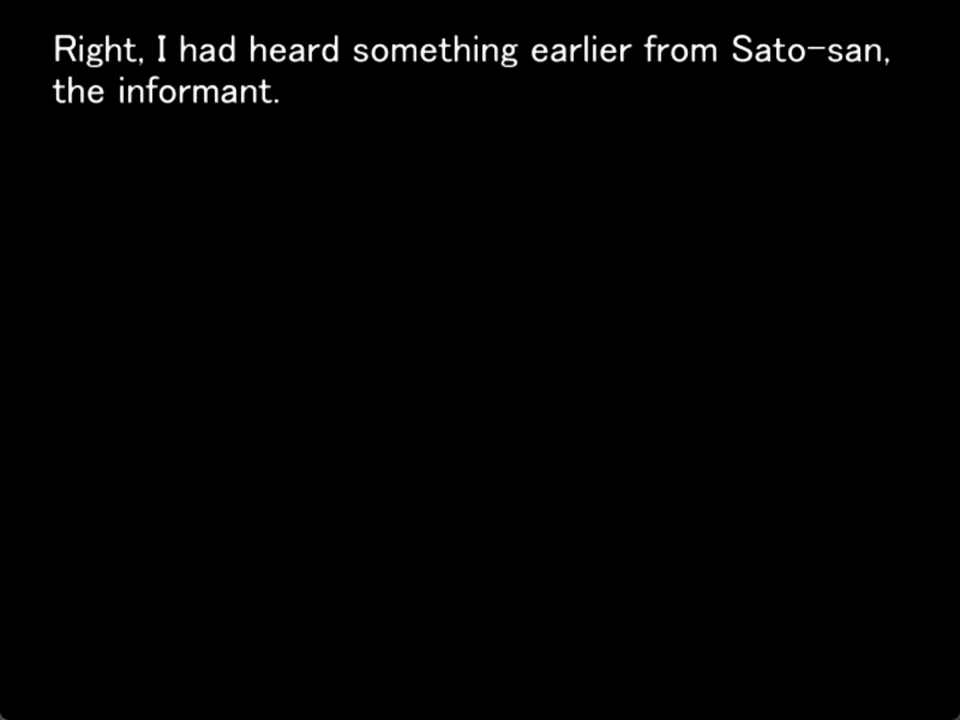 Right, I had heard something earlier from Sato-san,
the informant.